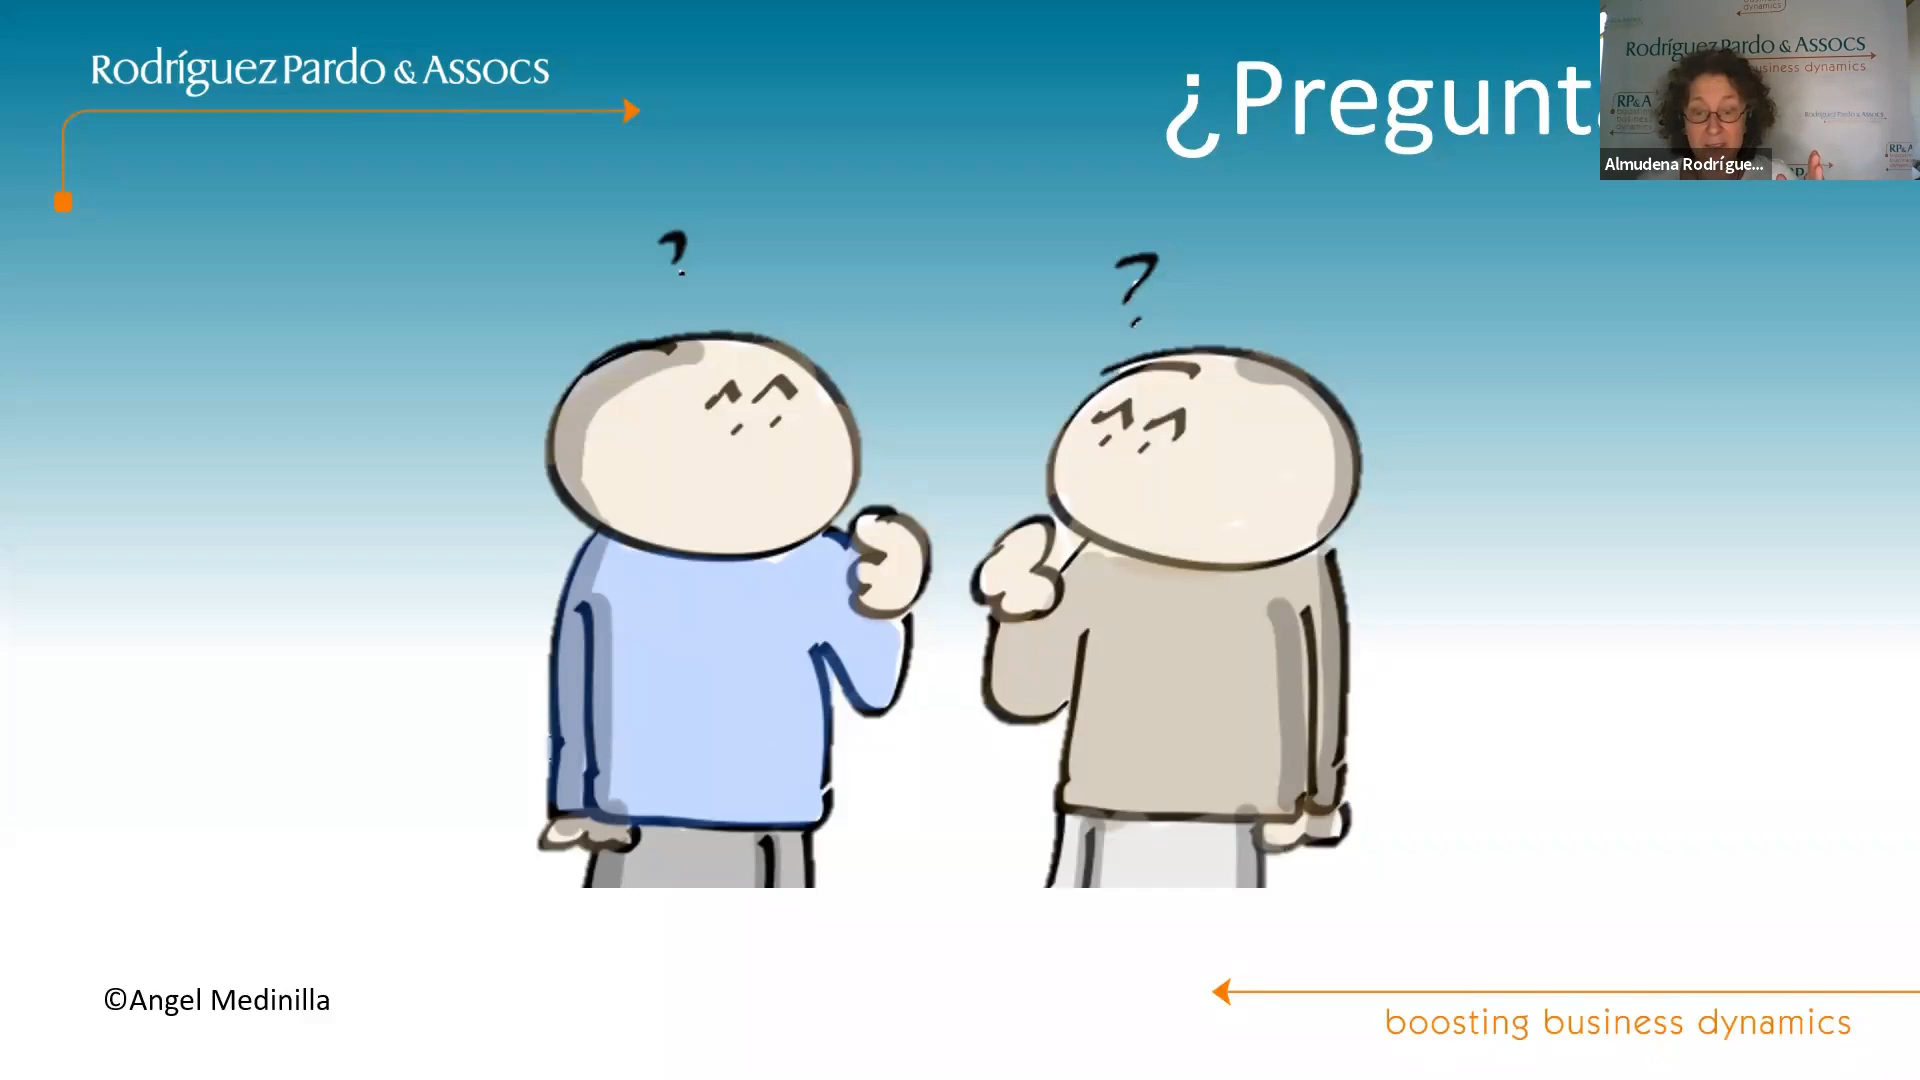 Rodríguez Pardo & Assocs
¿Pregunt
Rodríguez Pardo & Assocs
business dynamics
RP&A
Almudena Rodrígue...
?
?
©Angel Medinilla
boosting business dynamics